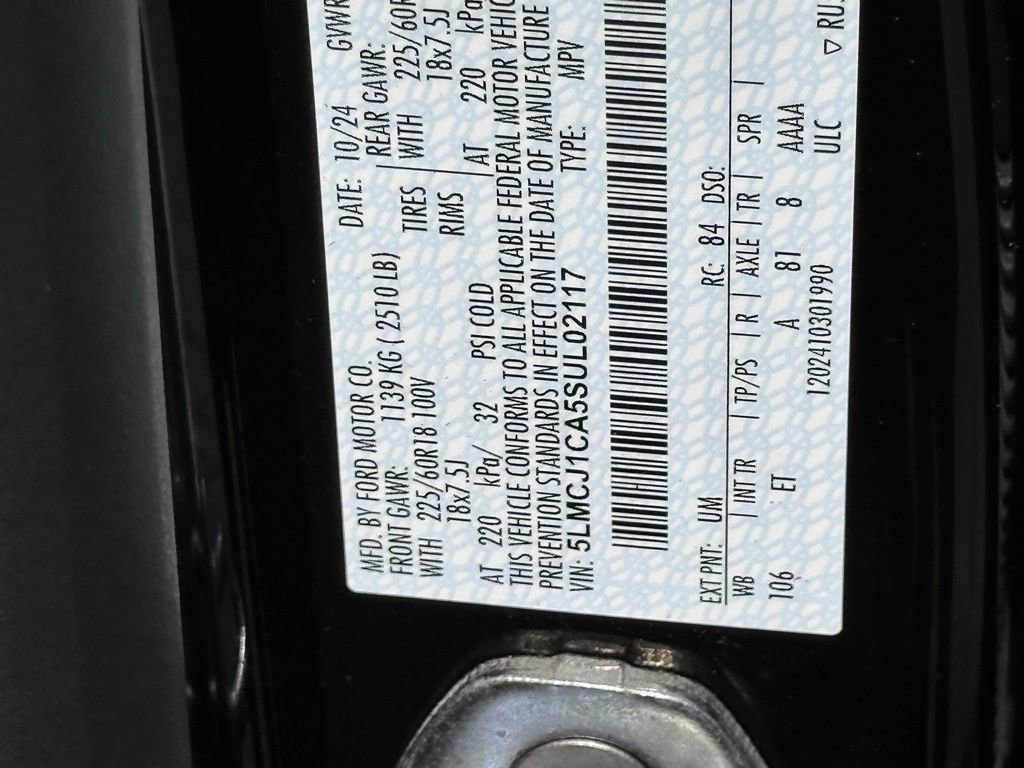 MFD. BY FORD MOTOR CO. DATE: 10/24 GVWR
FRONT GAWR: 1139 KG ( 2510 LB) REAR GAWR:
WITH 225/60R18 100V TIRES WITH 225/60R
18x7.5J RIMS 18x7.5J
AT 220 kPa/ 32 PSI COLD AT 220 kPa
THIS VEHICLE CONFORMS TO ALL APPLICABLE FEDERAL MOTOR VEHIC
PREVENTION STANDARDS IN EFFECT ON THE DATE OF MANUFACTURE
VIN: 5LMCJ1CA5SUL02117 TYPE: MPV
EXT PNT: UM RC: 84 DSO:
WB | INT TR | TP/PS | R | AXLE | TR | SPR |
106 ET A 81 8 AAAA
120241030199​0 ULC ▽ RU